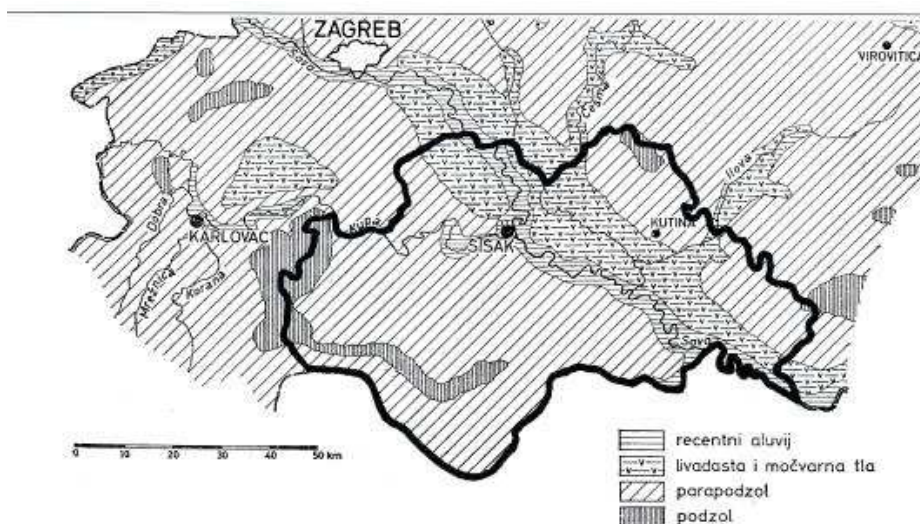 ZAGREB
VIROVITICA
Sava
Česma
Ilova
Dobra
KARLOVAC
Kupa
SISAK
KUTINA
Mrežnica
Korana
Sava
0 10 20 30 40 50 km
recentni aluvij
livadasta i močvarna tla
parapodzol
podzol